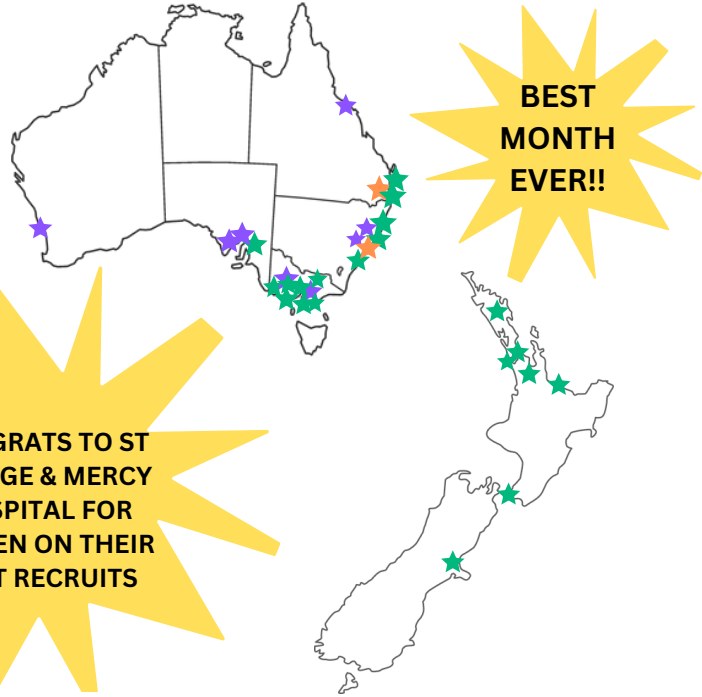 BEST
MONTH
EVER!!
GRATS TO ST
GE & MERCY
SPITAL FOR
EN ON THEIR
T RECRUITS